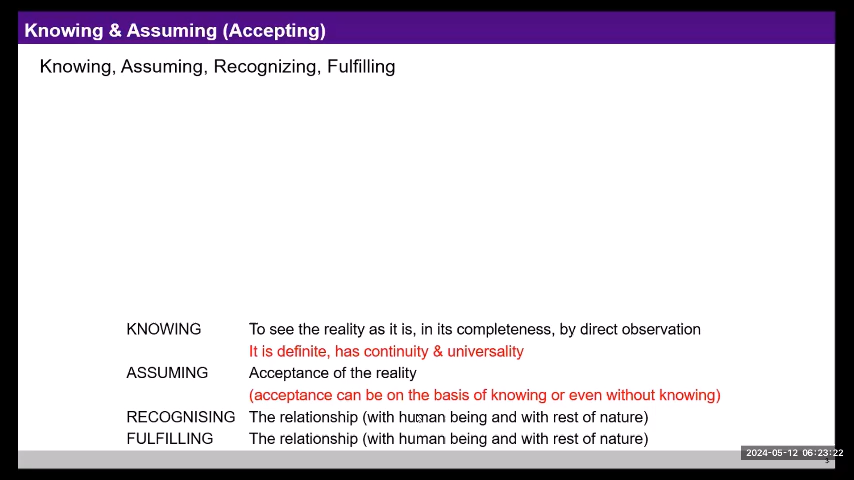 Knowing & Assuming (Accepting)
Knowing, Assuming, Recognizing, Fulfilling
KNOWING To see the reality as it is, in its completeness, by direct observation
It is definite, has continuity & universality
ASSUMING Acceptance of the reality
(acceptance can be on the basis of knowing or even without knowing)
RECOGNISING The relationship (with human being and with rest of nature)
FULFILLING The relationship (with human being and with rest of nature)
2024-05-12 06:23:22